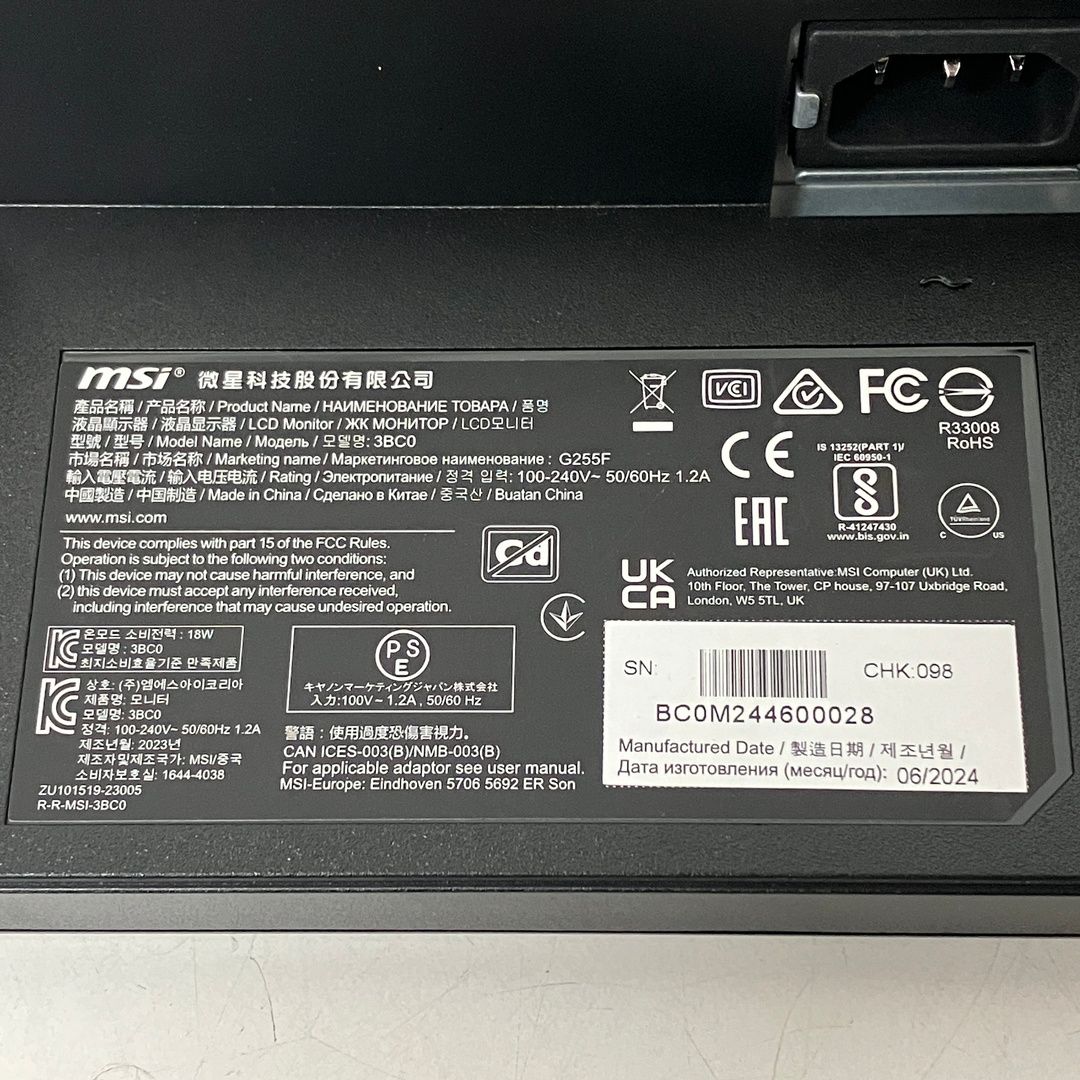 msi® 微星科技股份有限公司
產品名稱 / 产品名称 / Product Name / НАИМЕНОВАНИЕ ТОВАРА / 품명
液晶顯示器 / 液晶显示器 / LCD Monitor / ЖК МОНИТОР / LCD모니터
型號 / 型号 / Model Name / Модель / 모델명: 3BC0
市場名稱 / 市场名称 / Marketing name / Маркетинговое наименование : G255F
輸入電壓電流 / 输入电压电流 / Rating / Электропитание / 정격 입력: 100-240V~ 50/60Hz 1.2A
中國製造 / 中国制造 / Made in China / Сделано в Китае / 중국산 / Buatan China
www.msi.com
This device complies with part 15 of the FCC Rules.
Operation is subject to the following two conditions:
(1) This device may not cause harmful interference, and
(2) this device must accept any interference received,
including interference that may cause undesired operation.
Pb
온모드 소비전력 : 18W
모델명 : 3BC0
최저소비효율기준 만족제품
상호: (주)엠에스아이코리아
제품명: 모니터
모델명: 3BC0
정격: 100-240V~ 50/60Hz 1.2A
제조년월: 2023년
제조자및제조국가: MSI/중국
소비자보호실: 1644-4038
ZU101519-23005
R-R-MSI-3BC0
PSE
キヤノンマーケティングジャパン株式会社
入力:100V~ 1.2A , 50/60 Hz
警語 : 使用過度恐傷害視力。
CAN ICES-003(B)/NMB-003(B)
For applicable adaptor see user manual.
MSI-Europe: Eindhoven 5706 5692 ER Son
VCI
FC
R33008
RoHS
CE
IS 13252(PART 1)/
IEC 60950-1
R-41247430
www.bis.gov.in
EAC
TÜVRheinland
C US
UK
CA
Authorized Representative:MSI Computer (UK) Ltd.
10th Floor, The Tower, CP house, 97-107 Uxbridge Road,
London, W5 5TL, UK
SN: CHK:098
BC0M244600028
Manufactured Date / 製造日期 / 제조년월 /
Дата изготовления (месяц/год): 06/2024